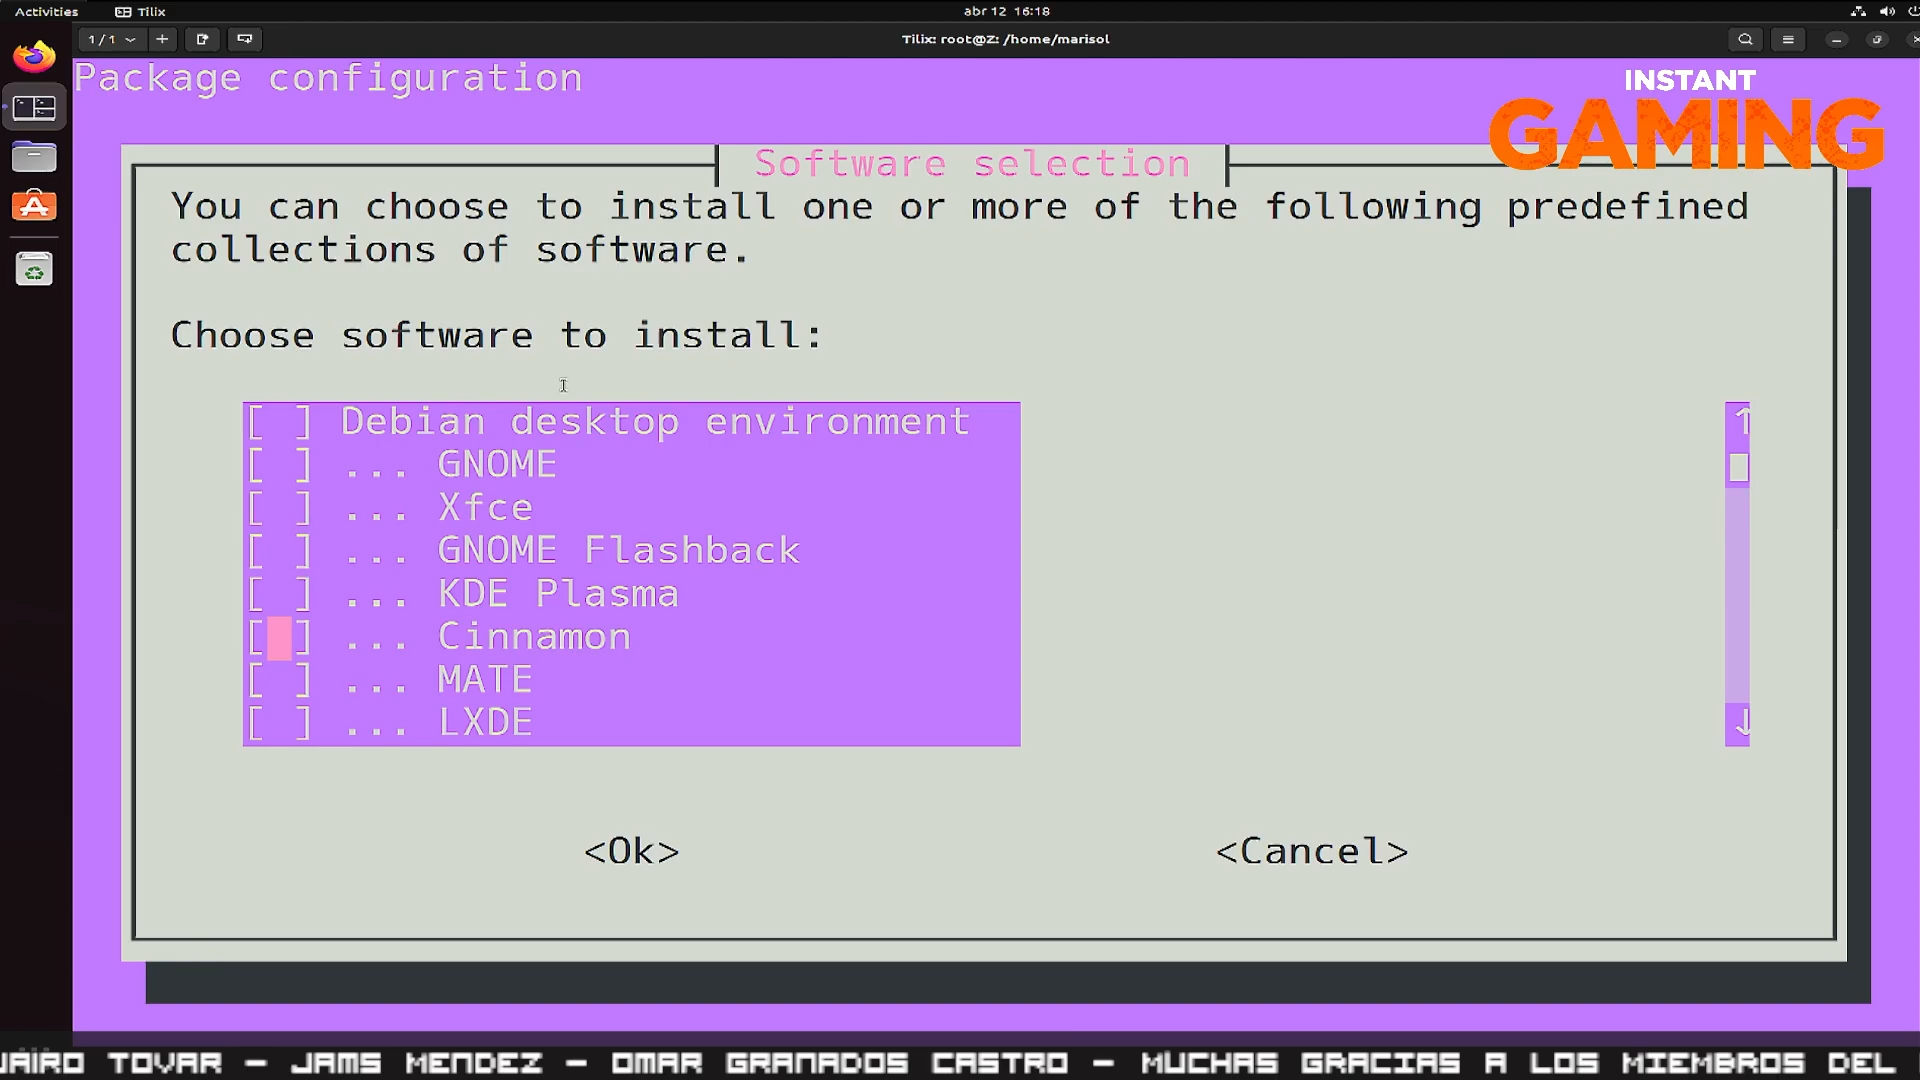 Activities Tilix abr 12 16:18
1/1 Tilix: root@Z: /home/marisol
Package configuration
INSTANT
GAMING
Software selection
You can choose to install one or more of the following predefined
collections of software.
Choose software to install:
[ ] Debian desktop environment
[ ] ... GNOME
[ ] ... Xfce
[ ] ... GNOME Flashback
[ ] ... KDE Plasma
[ ] ... Cinnamon
[ ] ... MATE
[ ] ... LXDE
<Ok> <Cancel>
JAIRO TOVAR - JAMS MENDEZ - OMAR GRANADOS CASTRO - MUCHAS GRACIAS A LOS MIEMBROS DEL